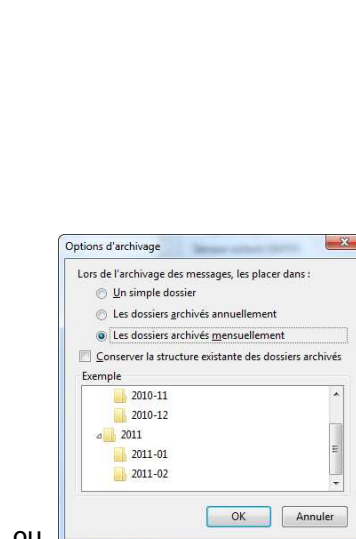 Options d'archivage
Lors de l'archivage des messages, les placer dans :
Un simple dossier
Les dossiers archivés annuellement
Les dossiers archivés mensuellement
Conserver la structure existante des dossiers archivés
Exemple
2010-11
2010-12
2011
2011-01
2011-02
OK Annuler
ou